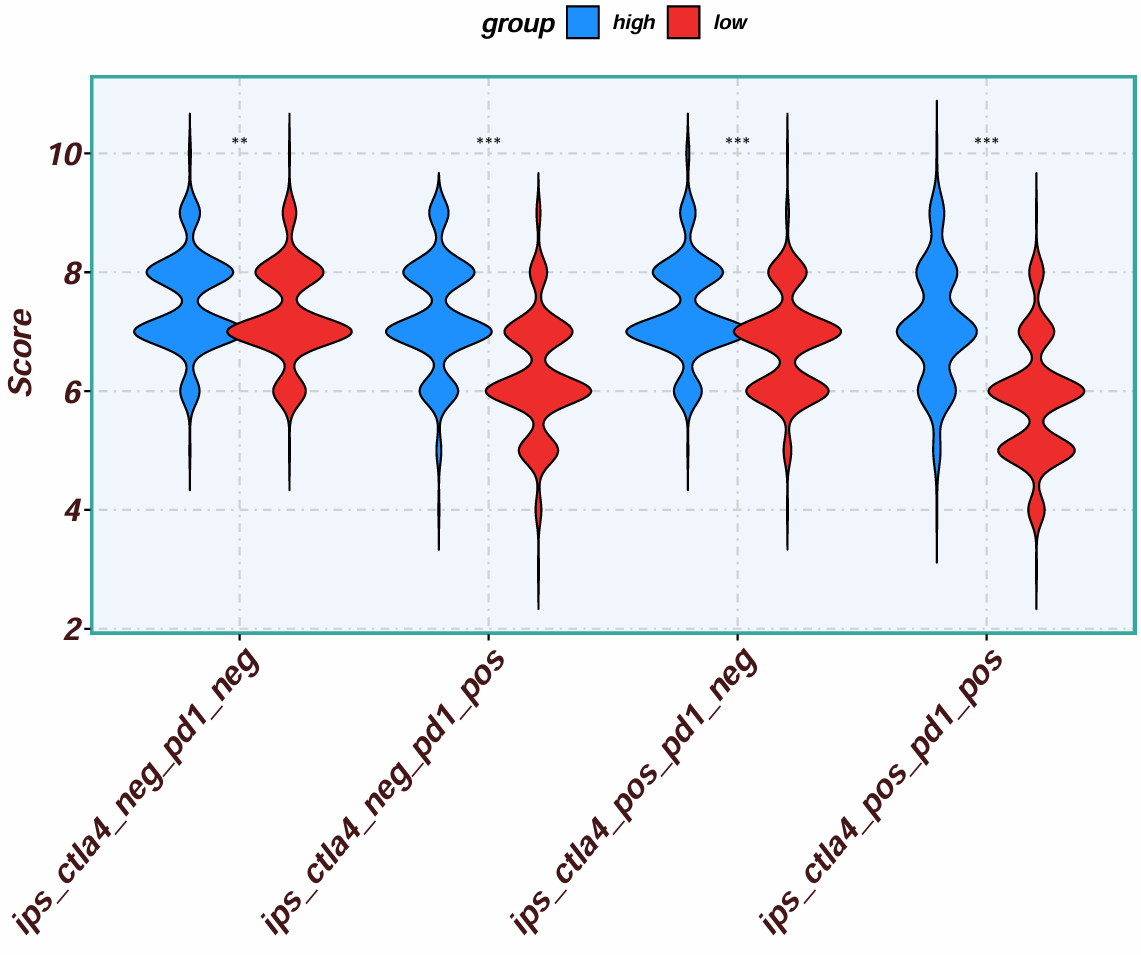 group high low
** *** *** ***
10
8
6
4
2
Score
ips_ctla4_neg_pd1_neg
ips_ctla4_neg_pd1_pos
ips_ctla4_pos_pd1_neg
ips_ctla4_pos_pd1_pos